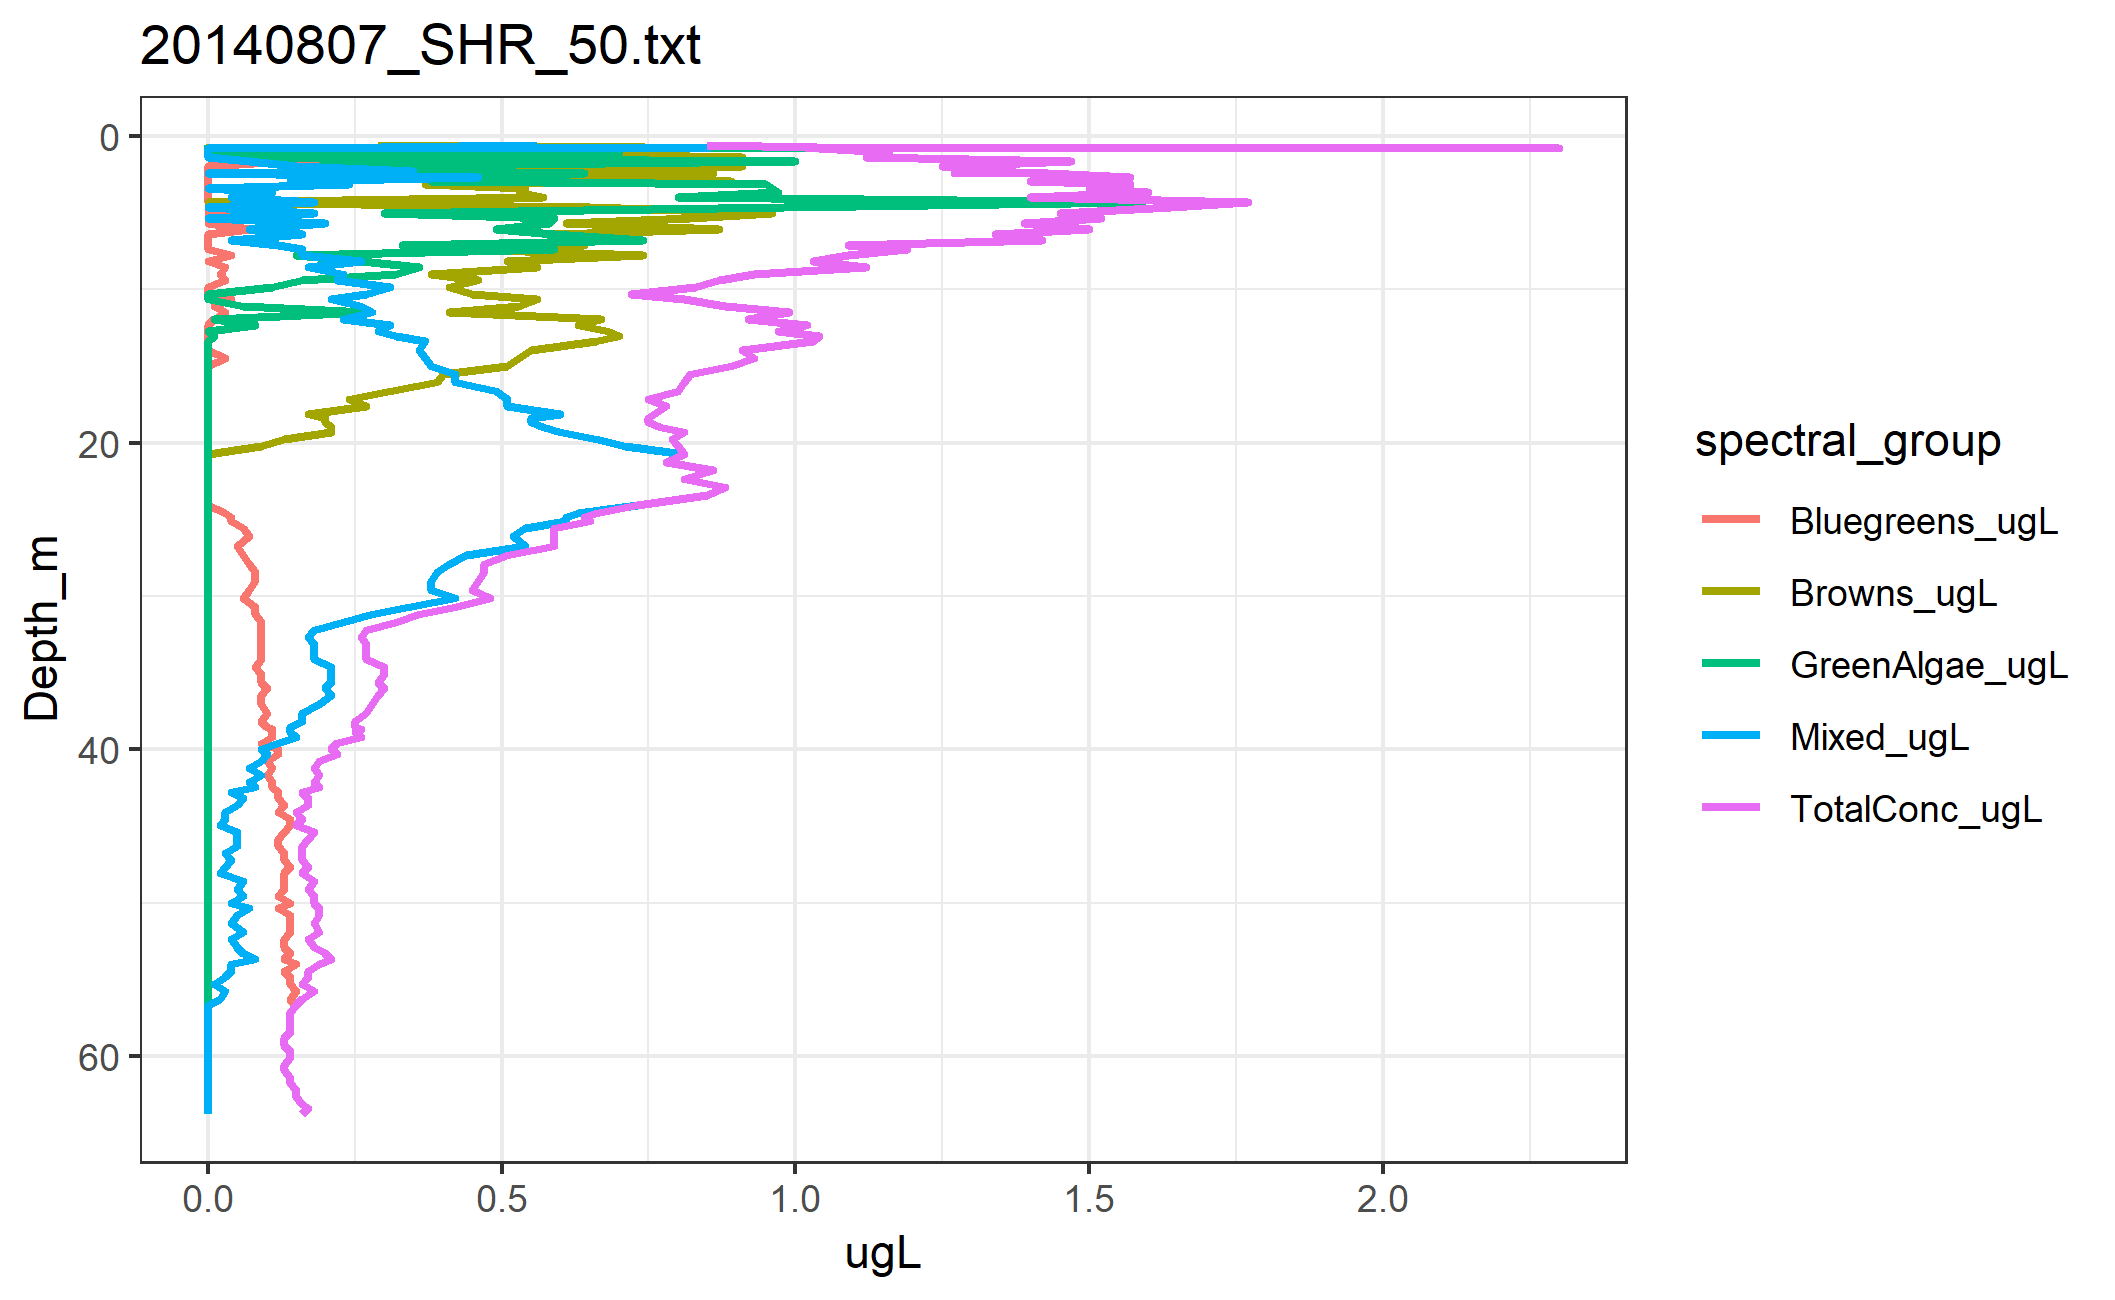 20140807_SHR_50.txt
0
20
40
60
Depth_m
0.0 0.5 1.0 1.5 2.0
ugL
spectral_group
Bluegreens_ugL
Browns_ugL
GreenAlgae_ugL
Mixed_ugL
TotalConc_ugL